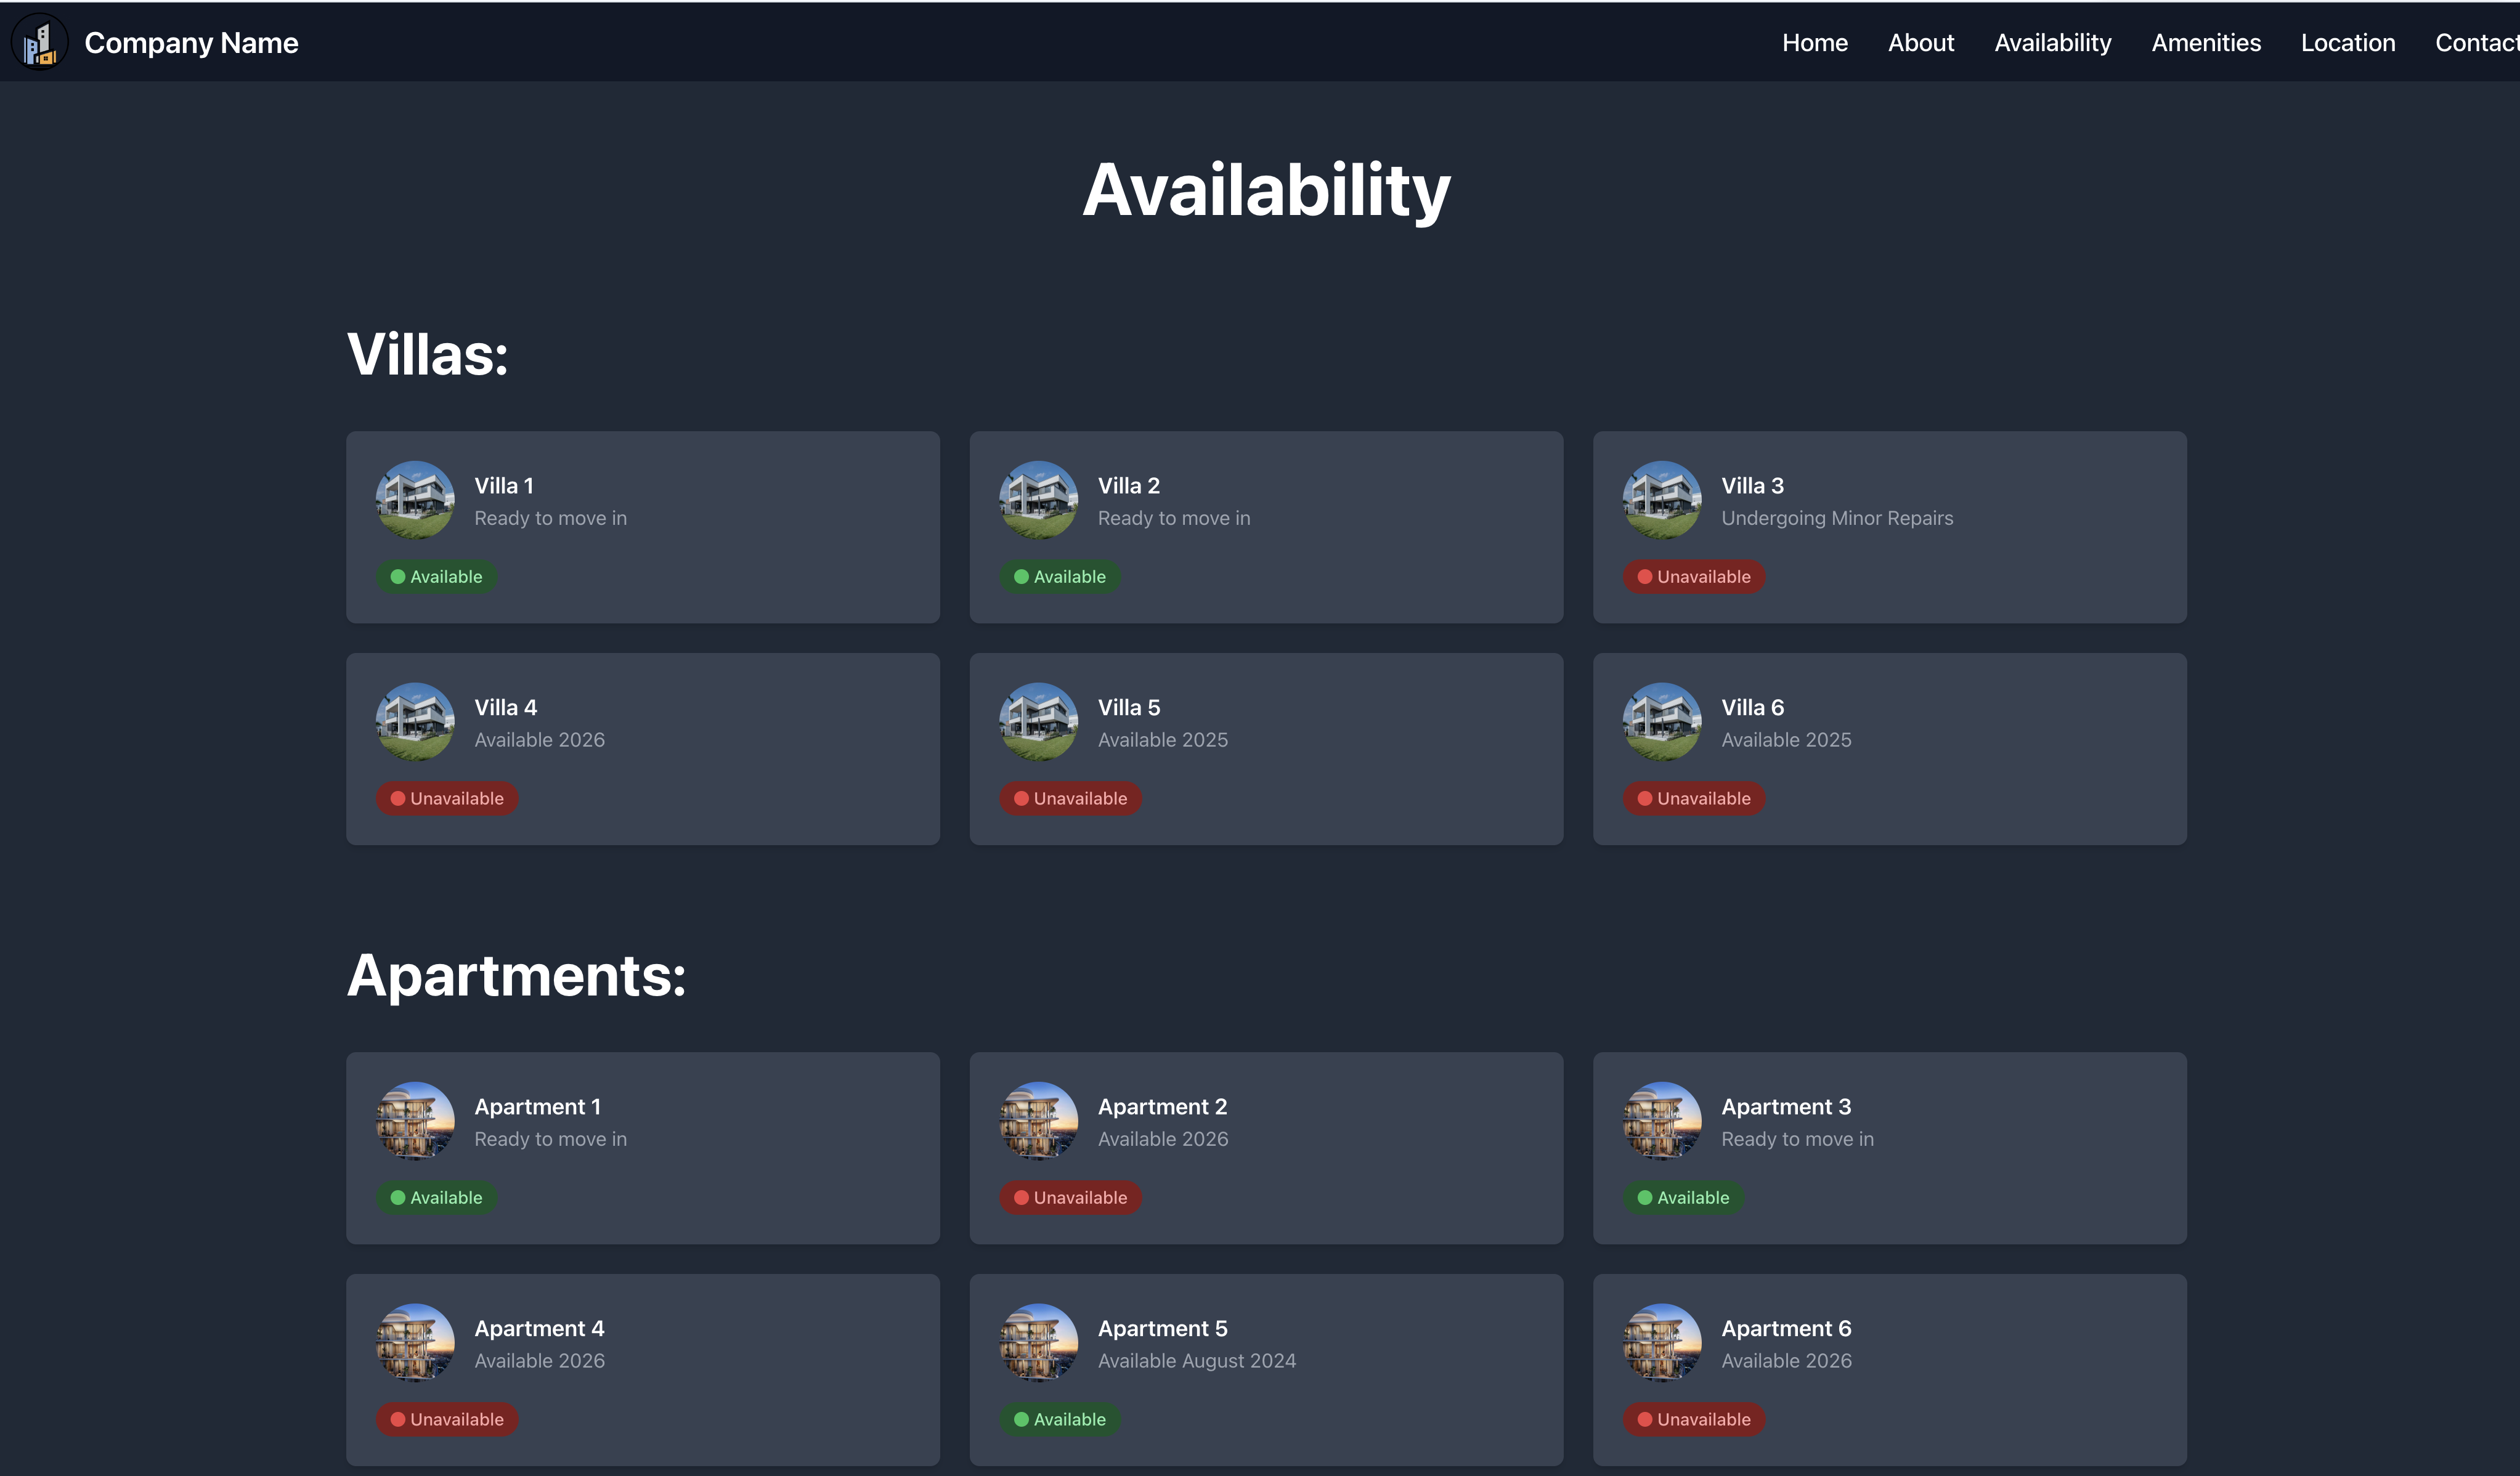 Company Name
Home About Availability Amenities Location Contact
Availability
Villas:
Villa 1
Ready to move in
Available
Villa 2
Ready to move in
Available
Villa 3
Undergoing Minor Repairs
Unavailable
Villa 4
Available 2026
Unavailable
Villa 5
Available 2025
Unavailable
Villa 6
Available 2025
Unavailable
Apartments:
Apartment 1
Ready to move in
Available
Apartment 2
Available 2026
Unavailable
Apartment 3
Ready to move in
Available
Apartment 4
Available 2026
Unavailable
Apartment 5
Available August 2024
Available
Apartment 6
Available 2026
Unavailable